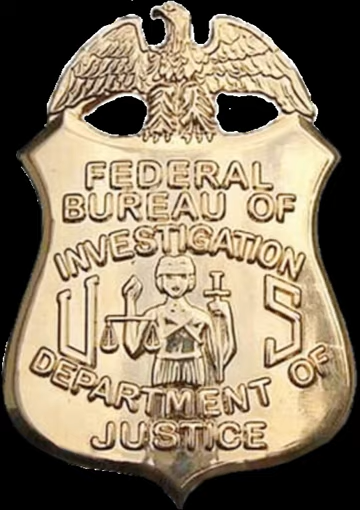 FEDERAL
BUREAU OF
INVESTIGATION
U S
DEPARTMENT OF
JUSTICE